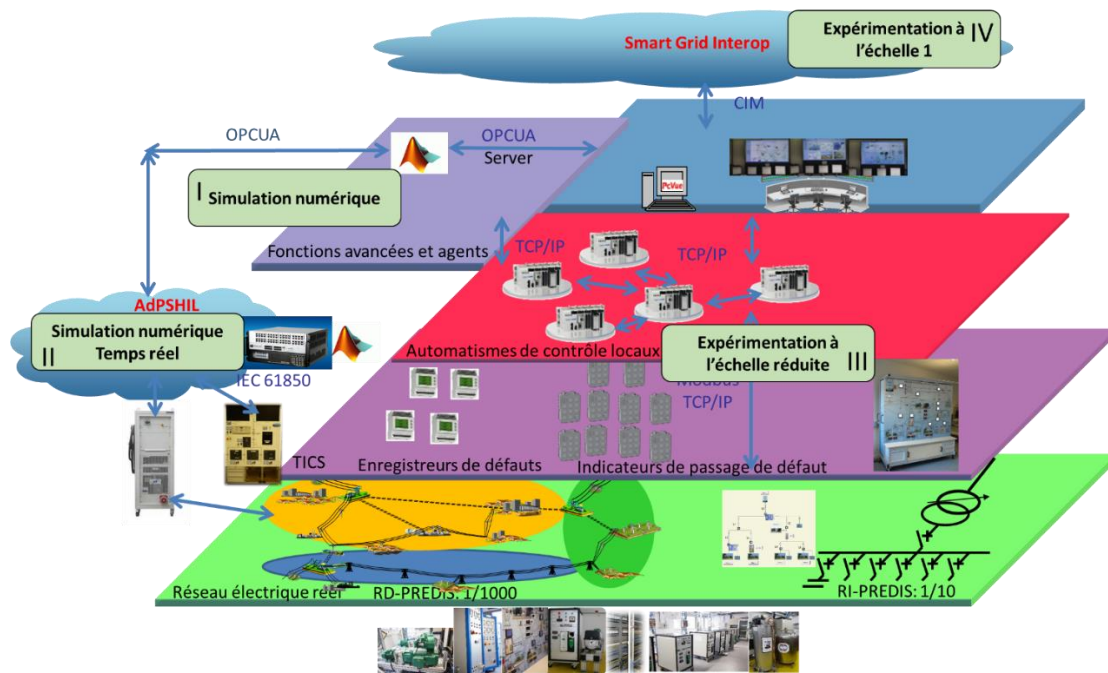 Smart Grid Interop
Expérimentation à
l'échelle 1
IV
CIM
OPCUA
OPCUA
Server
PcVue
I
Simulation numérique
Fonctions avancées et agents
TCP/IP
TCP/IP
AdPSHIL
Simulation numérique
Temps réel
II
IEC 61850
Automatismes de contrôle locaux
Expérimentation à
l'échelle réduite
III
Modbus
TCP/IP
TICS
Enregistreurs de défauts
Indicateurs de passage de défaut
Réseau électrique réel
RD-PREDIS: 1/1000
RI-PREDIS: 1/10